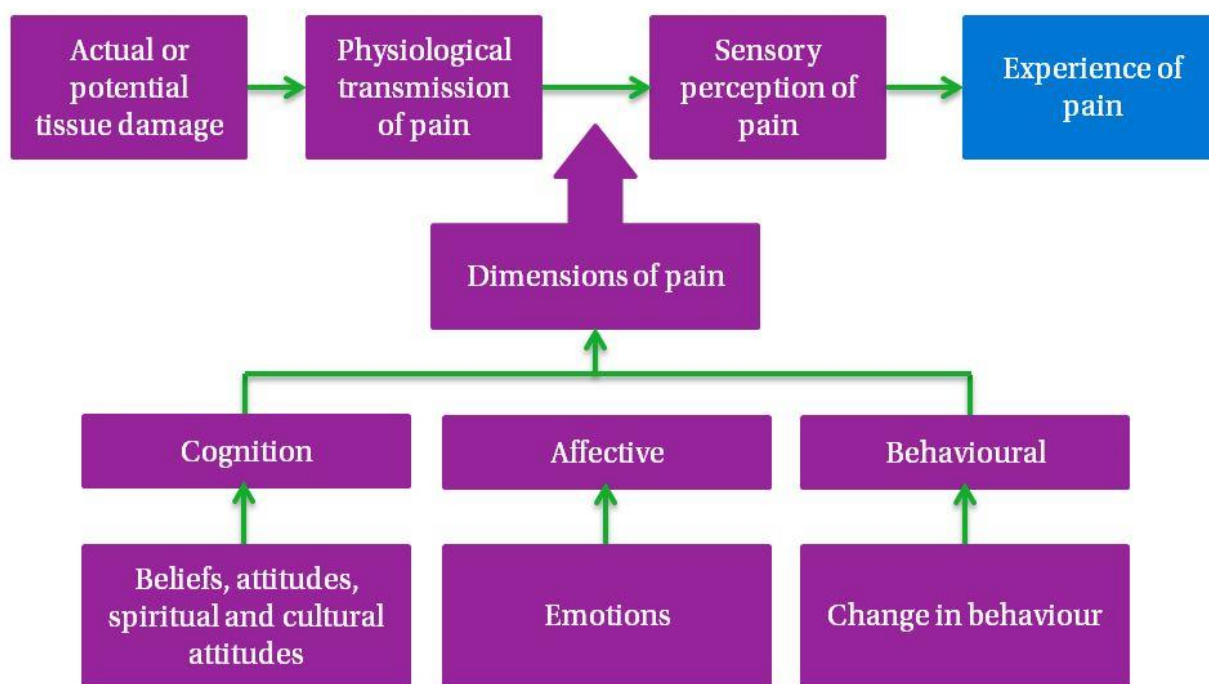 Actual or
potential
tissue damage
Physiological
transmission
of pain
Sensory
perception of
pain
Experience of
pain
Dimensions of pain
Cognition
Affective
Behavioural
Beliefs, attitudes,
spiritual and cultural
attitudes
Emotions
Change in behaviour